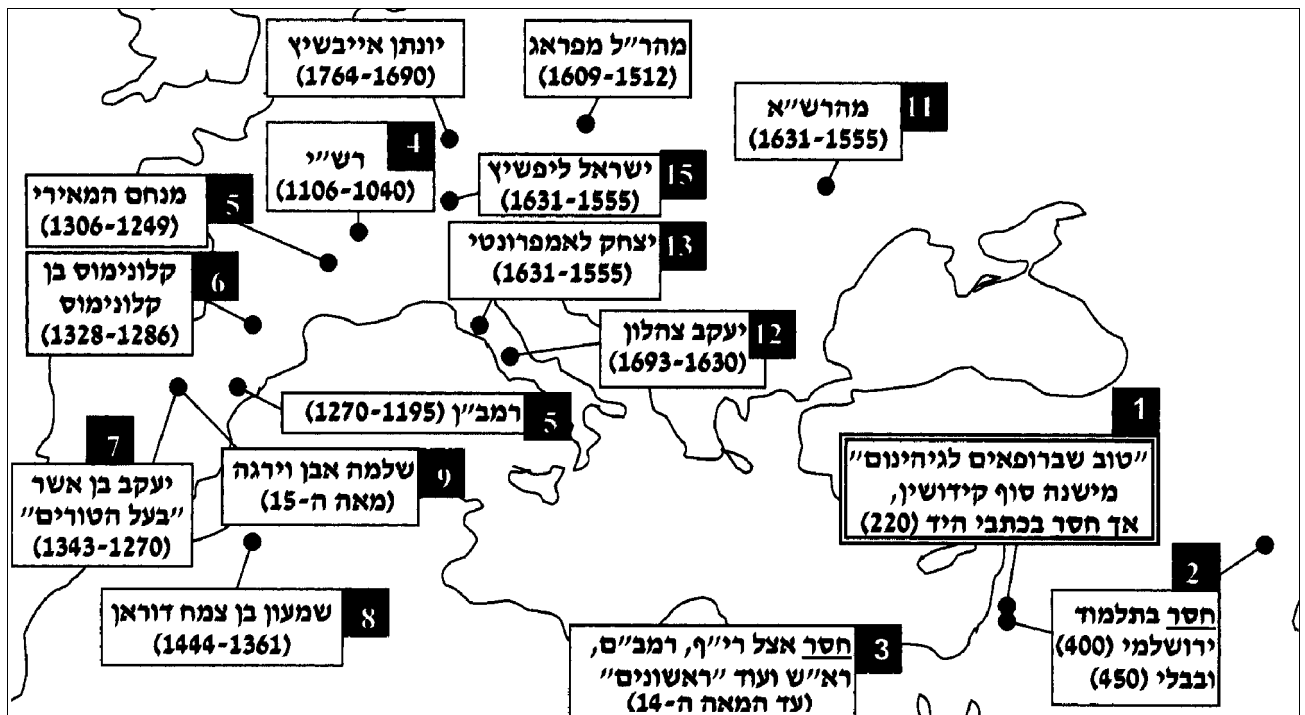 יונתן אייבשיץ
(1764-1690)
מהר״ל מפראג
(1609-1512)
11
מהרש״א
(1631-1555)
4
רש״י
(1106-1040)
15
ישראל ליפשיץ
(1631-1555)
5
מנחם המאירי
(1306-1249)
13
יצחק לאמפרונטי
(1631-1555)
6
קלונימוס בן
קלונימוס
(1328-1286)
12
יעקב צהלון
(1693-1630)
5
רמב״ן (1270-1195)
1
״טוב שברופאים לגיהינום״
מישנה סוף קידושין,
אך חסר בכתבי היד (220)
7
יעקב בן אשר
״בעל הטורים״
(1343-1270)
9
שלמה אבן וירגה
(מאה ה-15)
2
חסר בתלמוד
ירושלמי (400)
ובבלי (450)
8
שמעון בן צמח דוראן
(1444-1361)
3
חסר אצל רי״ף, רמב״ם,
רא״ש ועוד ״ראשונים״
(עד המאה ה-14)